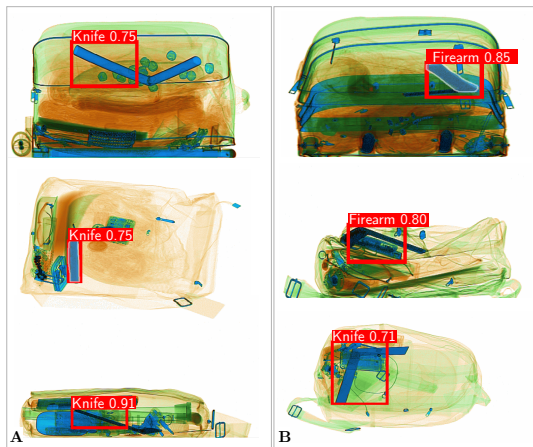 Knife 0.75
Firearm 0.85
Knife 0.75
Firearm 0.80
Knife 0.71
Knife 0.91
A
B